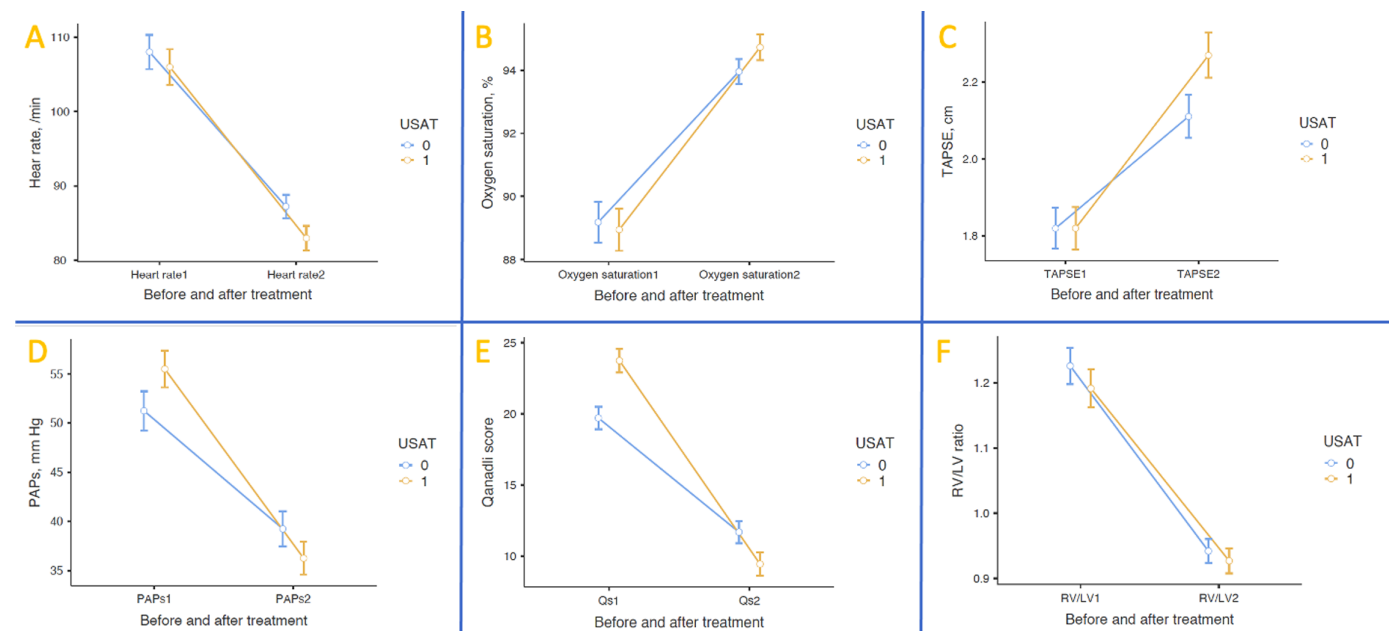 A
Hear rate, /min
110
100
90
80
Heart rate1 Heart rate2
Before and after treatment
USAT
0
1
B
Oxygen saturation, %
94
92
90
88
Oxygen saturation1 Oxygen saturation2
Before and after treatment
USAT
0
1
C
TAPSE, cm
2.2
2.0
1.8
TAPSE1 TAPSE2
Before and after treatment
USAT
0
1
D
PAPs, mm Hg
55
50
45
40
35
PAPs1 PAPs2
Before and after treatment
USAT
0
1
E
Qanadli score
25
20
15
10
Qs1 Qs2
Before and after treatment
USAT
0
1
F
RV/LV ratio
1.2
1.1
1.0
0.9
RV/LV1 RV/LV2
Before and after treatment
USAT
0
1